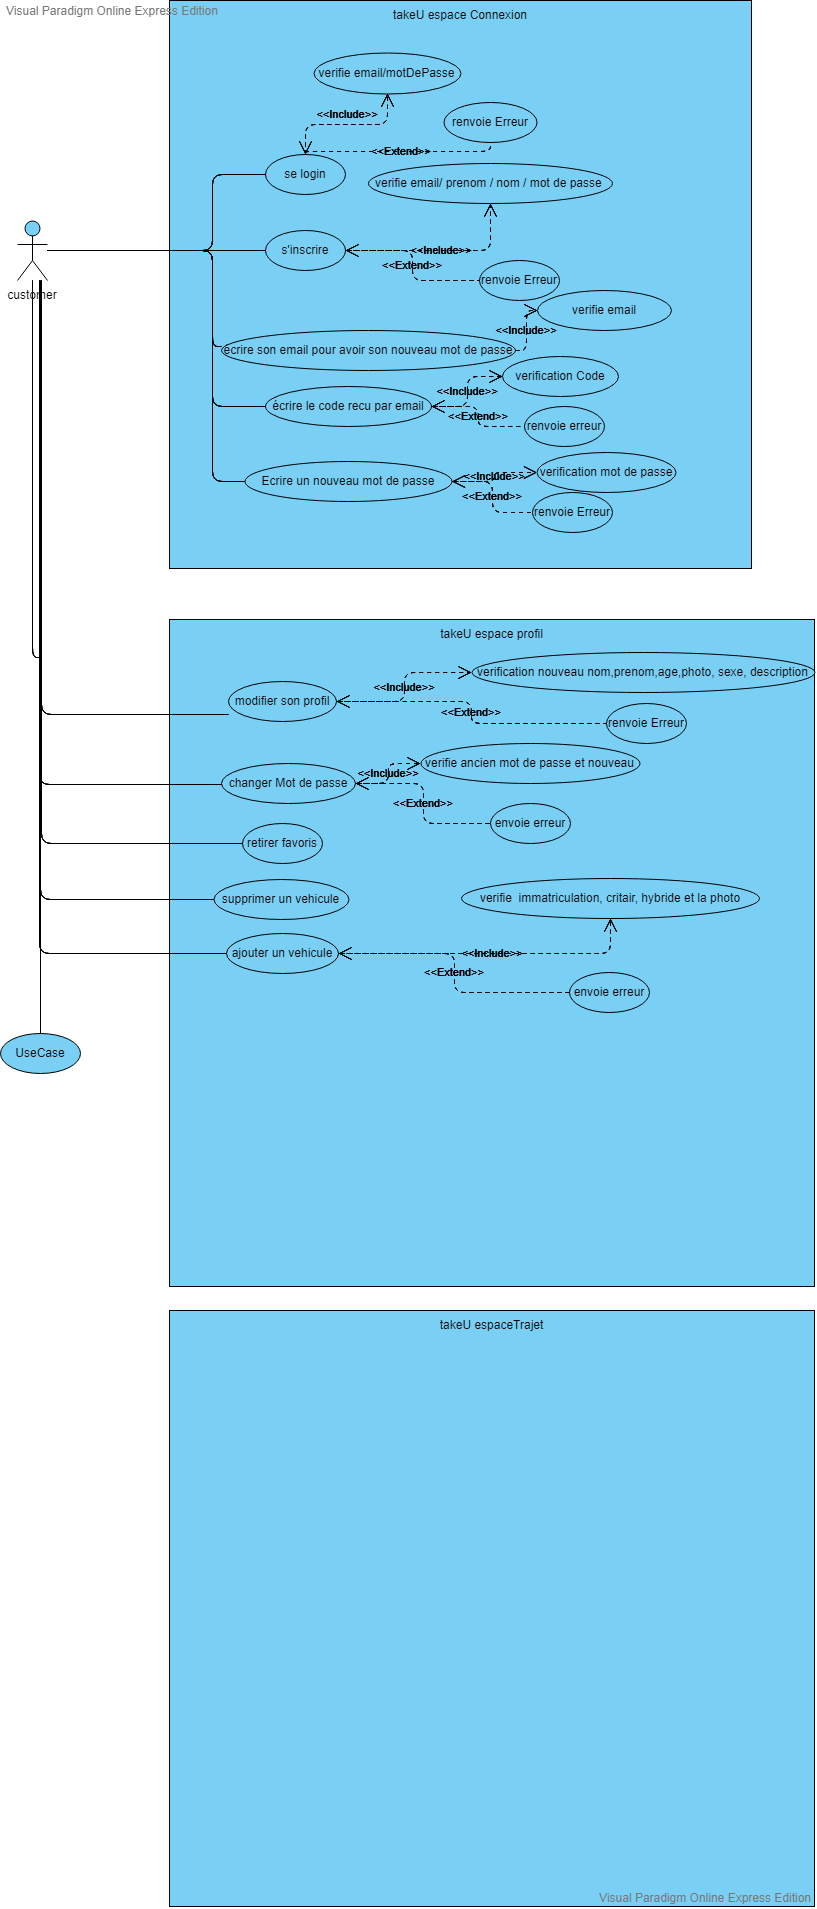 Visual Paradigm Online Express Edition
takeU espace Connexion
verifie email/motDePasse
<<Include>>
renvoie Erreur
<<Extend>>
se login
verifie email/ prenom / nom / mot de passe
s'inscrire
<<Include>>
<<Extend>>
renvoie Erreur
customer
verifie email
<<Include>>
écrire son email pour avoir son nouveau mot de passe
verification Code
<<Include>>
écrire le code recu par email
<<Extend>>
renvoie erreur
verification mot de passe
<<Include>>
Ecrire un nouveau mot de passe
<<Extend>>
renvoie Erreur
takeU espace profil
verification nouveau nom,prenom,age,photo, sexe, description
<<Include>>
modifier son profil
<<Extend>>
renvoie Erreur
verifie ancien mot de passe et nouveau
<<Include>>
changer Mot de passe
<<Extend>>
envoie erreur
retirer favoris
supprimer un vehicule
verifie  immatriculation, critair, hybride et la photo
ajouter un vehicule
<<Include>>
<<Extend>>
envoie erreur
UseCase
takeU espaceTrajet
Visual Paradigm Online Express Edition